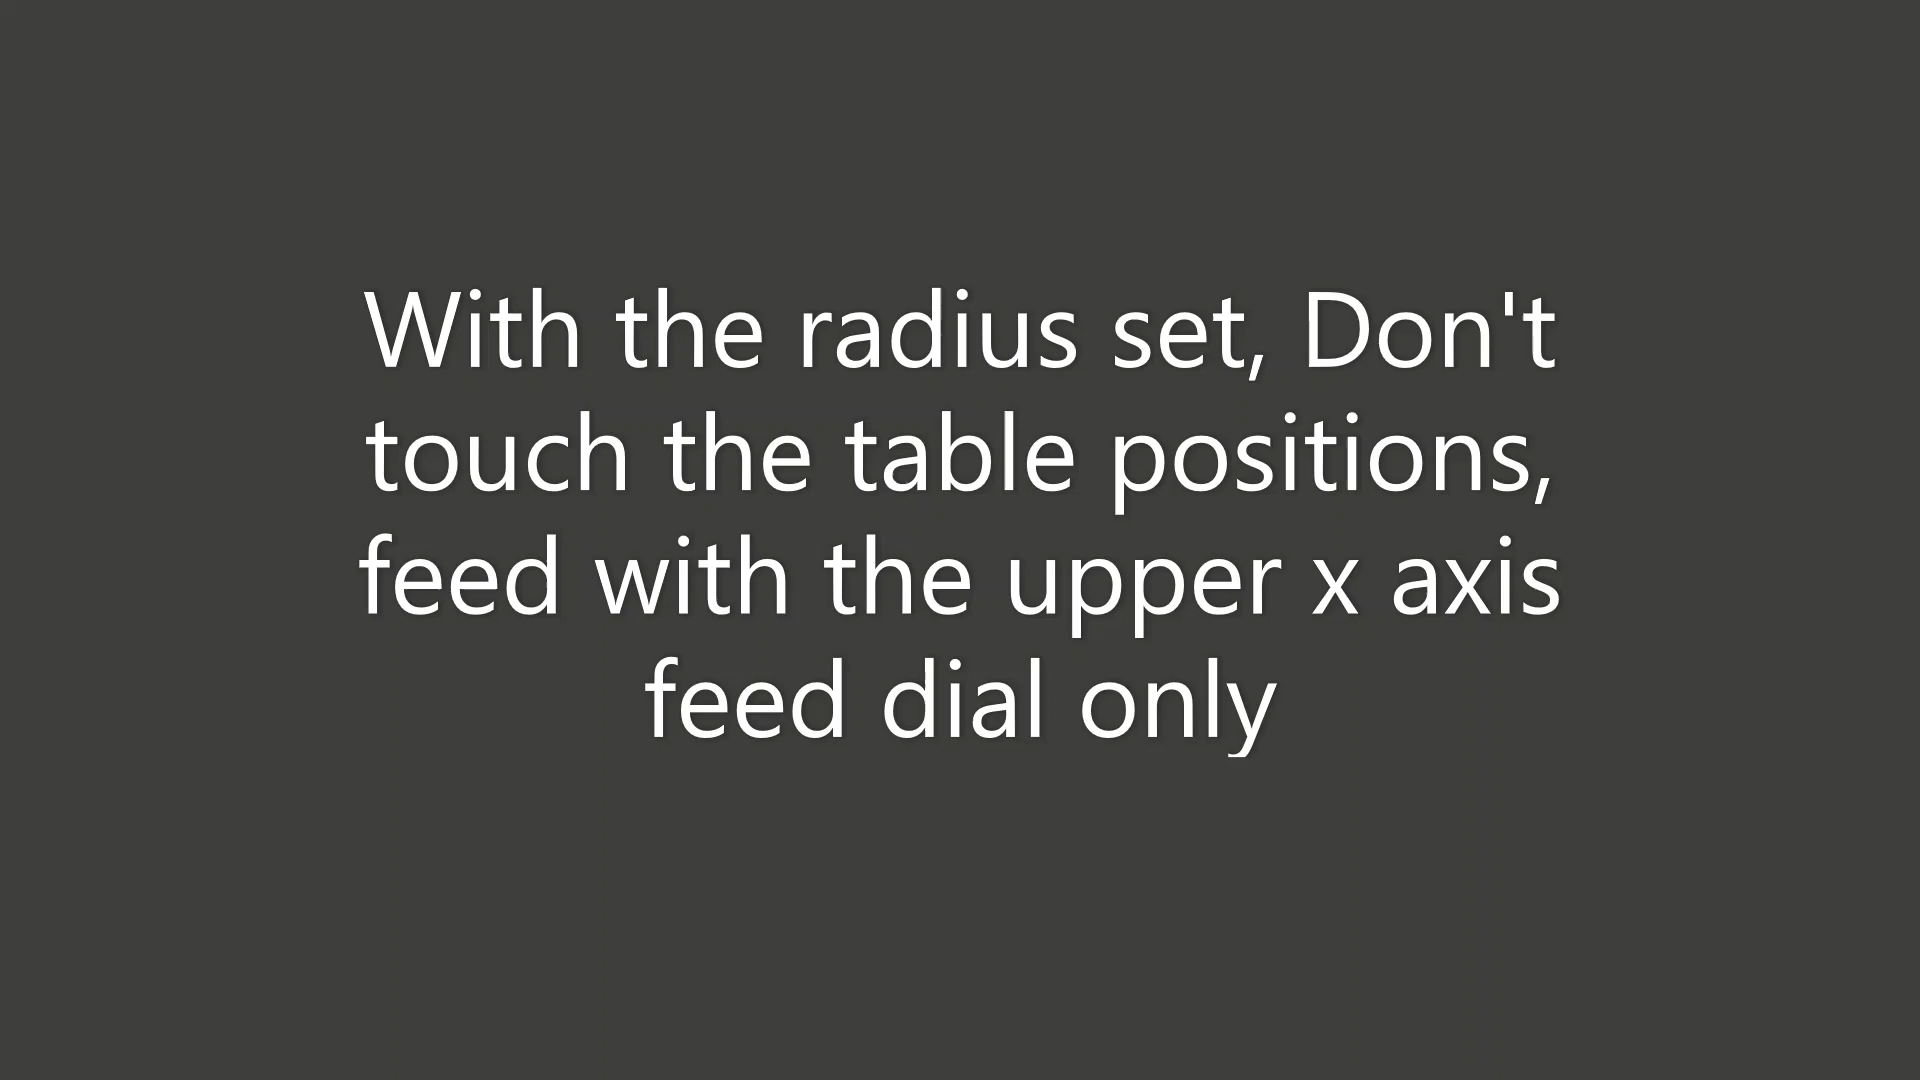 With the radius set, Don't
touch the table positions,
feed with the upper x axis
feed dial only